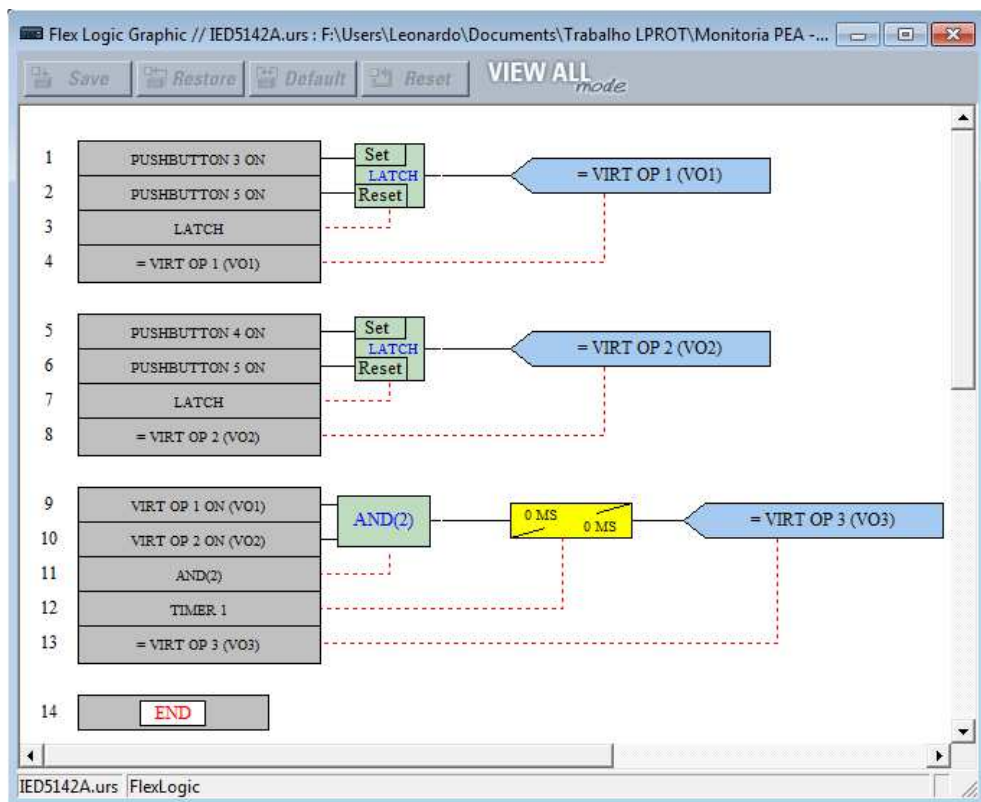 Flex Logic Graphic // IED5142A.urs : F:\Users\Leonardo\Documents\Trabalho LPROT\Monitoria PEA -...
Save Restore Default Reset VIEW ALL mode
1 PUSHBUTTON 3 ON
2 PUSHBUTTON 5 ON
3 LATCH
4 = VIRT OP 1 (VO1)
Set
LATCH
Reset
= VIRT OP 1 (VO1)
5 PUSHBUTTON 4 ON
6 PUSHBUTTON 5 ON
7 LATCH
8 = VIRT OP 2 (VO2)
Set
LATCH
Reset
= VIRT OP 2 (VO2)
9 VIRT OP 1 ON (VO1)
10 VIRT OP 2 ON (VO2)
11 AND(2)
12 TIMER 1
13 = VIRT OP 3 (VO3)
AND(2)
0 MS
0 MS
= VIRT OP 3 (VO3)
14 END
IED5142A.urs FlexLogic